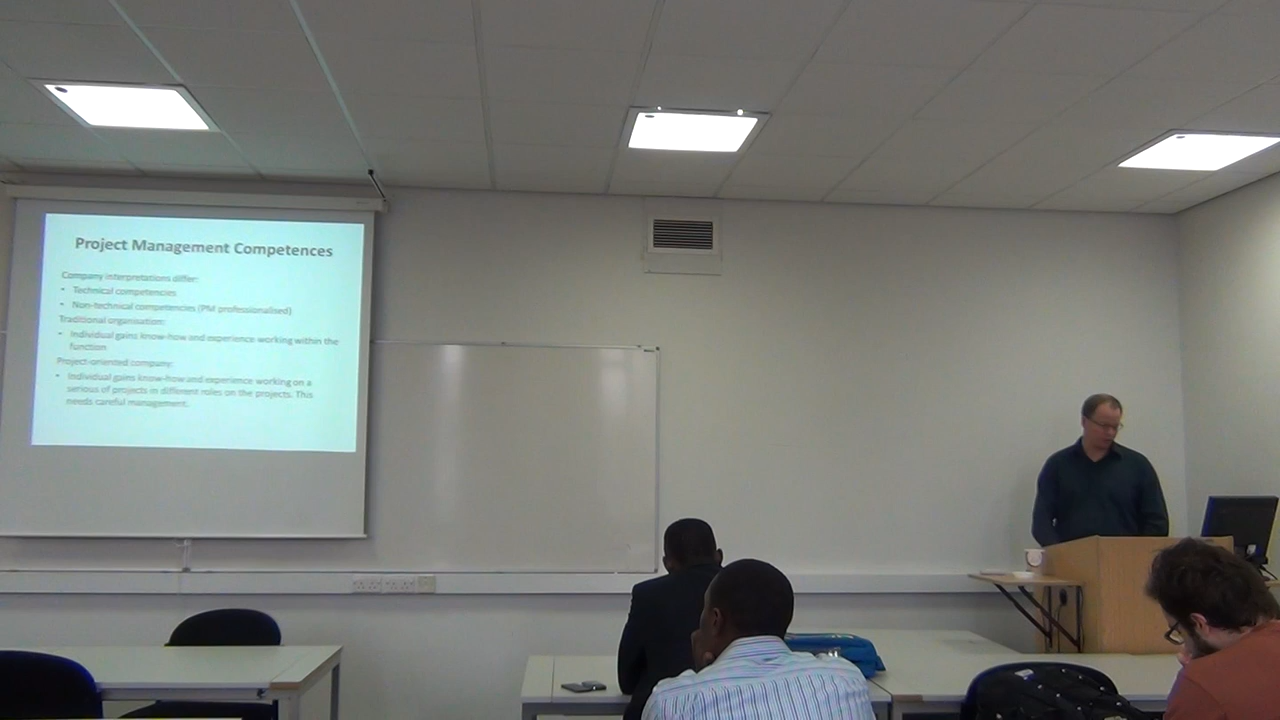 Project Management Competences
Company interpretations differ:
• Technical competencies
• Non-technical competencies (PM professionalised)
Traditional organisation:
• Individual gains know-how and experience working within the
function
Project-oriented company:
• Individual gains know-how and experience working on a
serious of projects in different roles on the projects. This
needs careful management.